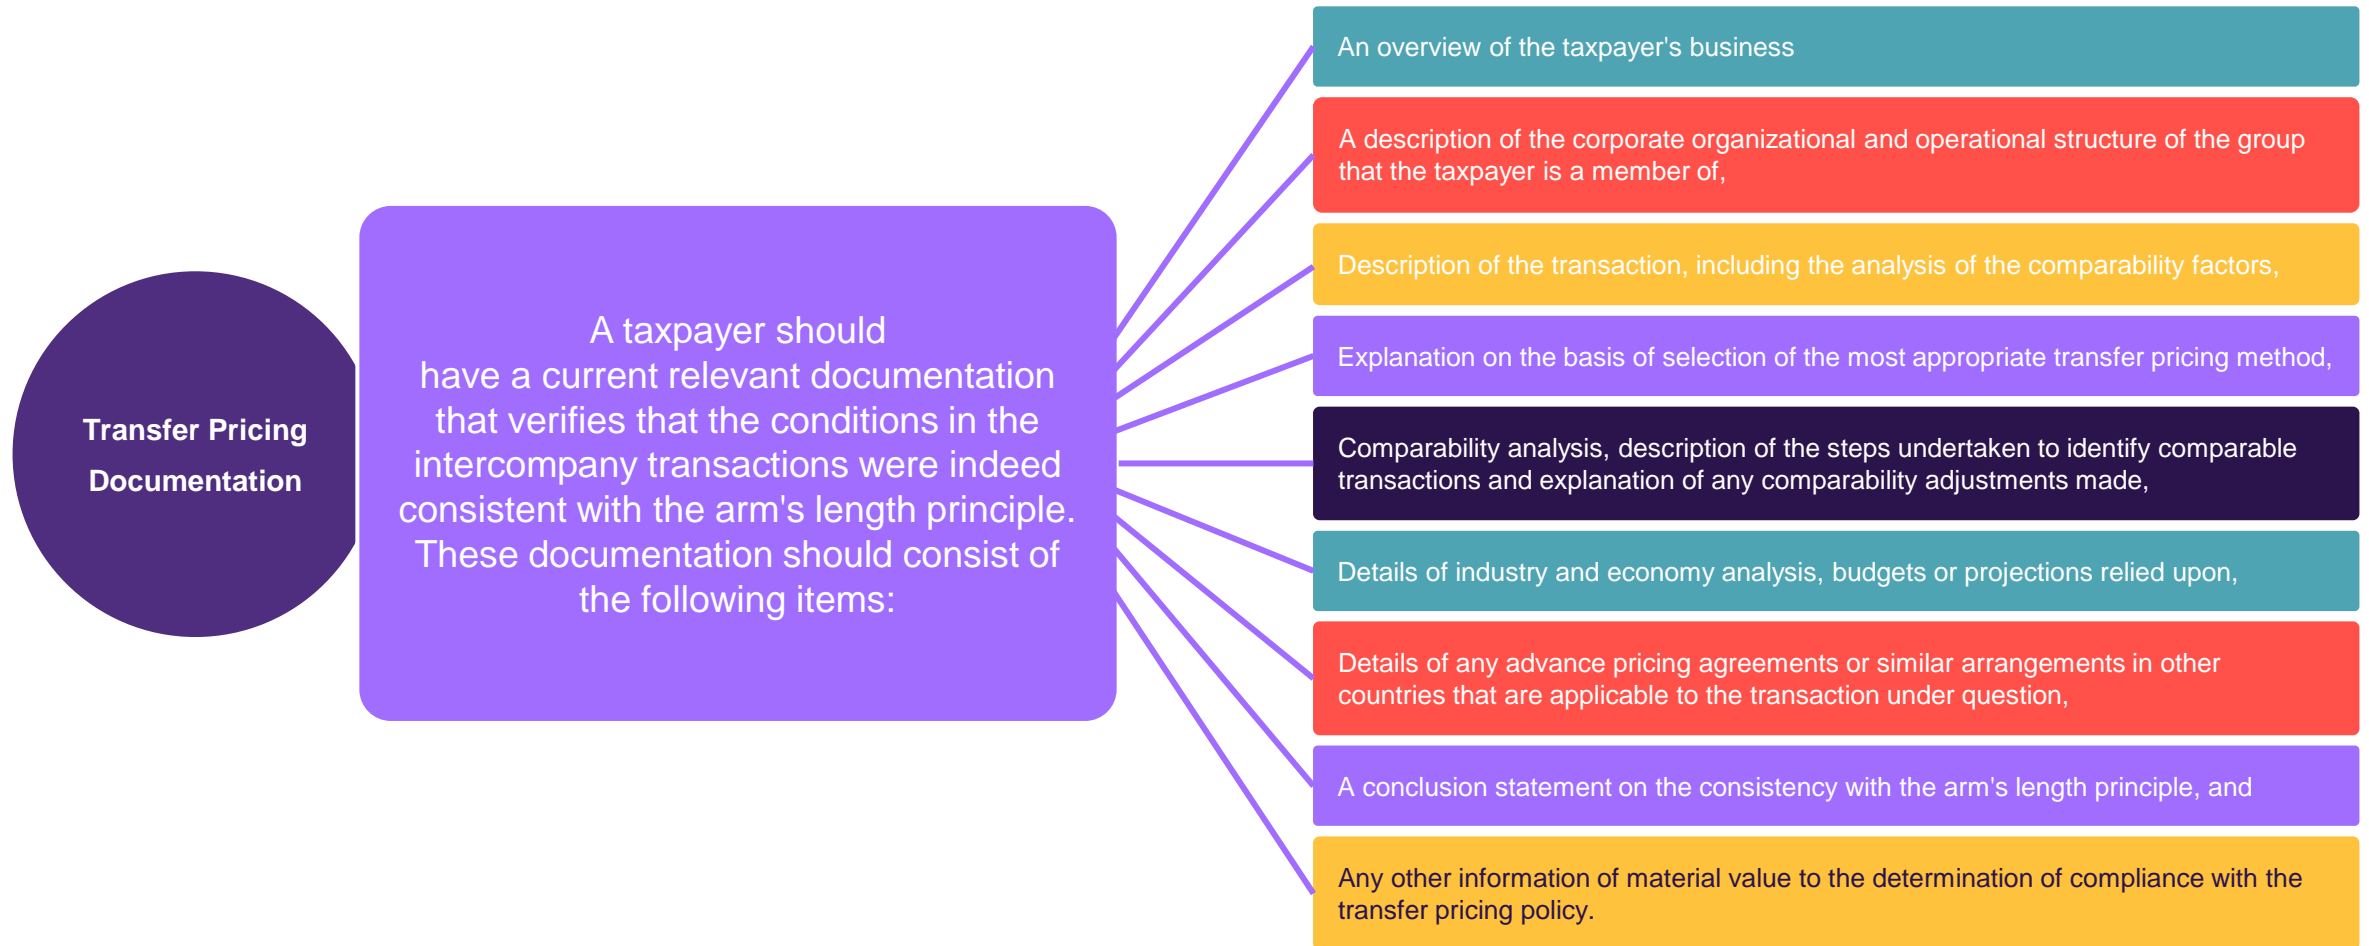 Transfer Pricing
Documentation
A taxpayer should
have a current relevant documentation
that verifies that the conditions in the
intercompany transactions were indeed
consistent with the arm's length principle.
These documentation should consist of
the following items:
An overview of the taxpayer's business
A description of the corporate organizational and operational structure of the group
that the taxpayer is a member of,
Description of the transaction, including the analysis of the comparability factors,
Explanation on the basis of selection of the most appropriate transfer pricing method,
Comparability analysis, description of the steps undertaken to identify comparable
transactions and explanation of any comparability adjustments made,
Details of industry and economy analysis, budgets or projections relied upon,
Details of any advance pricing agreements or similar arrangements in other
countries that are applicable to the transaction under question,
A conclusion statement on the consistency with the arm's length principle, and
Any other information of material value to the determination of compliance with the
transfer pricing policy.